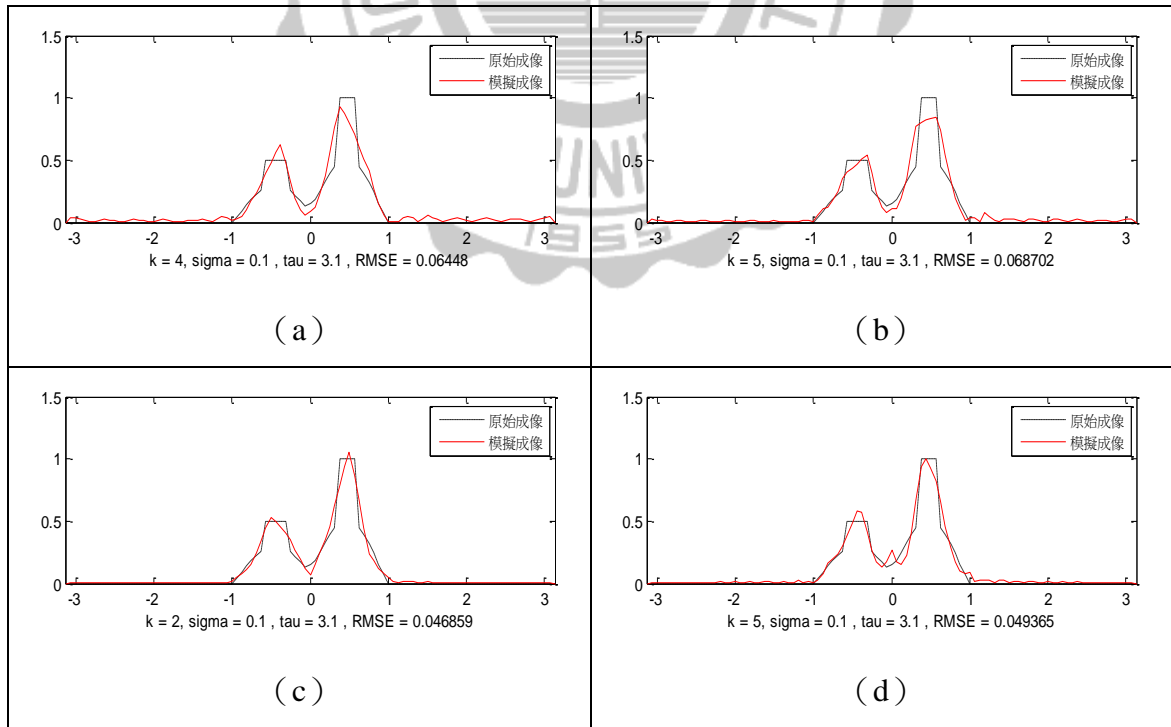 1.5
1
0.5
0
-3 -2 -1 0 1 2 3
原始成像
模擬成像
k = 4, sigma = 0.1 , tau = 3.1 , RMSE = 0.06448
(a)
1.5
1
0.5
0
-3 -2 -1 0 1 2 3
原始成像
模擬成像
k = 5, sigma = 0.1 , tau = 3.1 , RMSE = 0.068702
(b)
1.5
1
0.5
0
-3 -2 -1 0 1 2 3
原始成像
模擬成像
k = 2, sigma = 0.1 , tau = 3.1 , RMSE = 0.046859
(c)
1.5
1
0.5
0
-3 -2 -1 0 1 2 3
原始成像
模擬成像
k = 5, sigma = 0.1 , tau = 3.1 , RMSE = 0.049365
(d)
1955